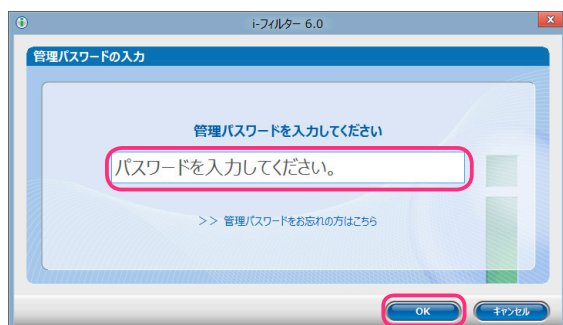 i-フィルター 6.0
管理パスワードの入力
管理パスワードを入力してください
パスワードを入力してください。
>> 管理パスワードをお忘れの方はこちら
OK
キャンセル